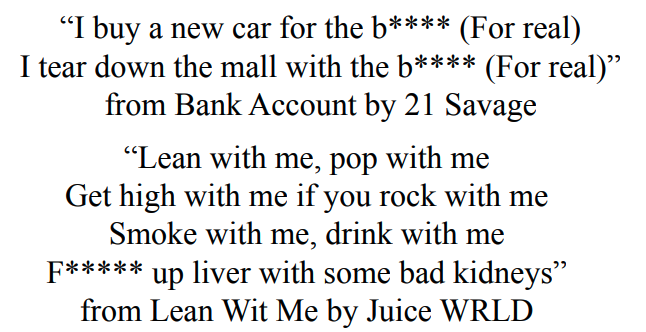 “I buy a new car for the b**** (For real)
I tear down the mall with the b**** (For real)”
from Bank Account by 21 Savage
“Lean with me, pop with me
Get high with me if you rock with me
Smoke with me, drink with me
F***** up liver with some bad kidneys”
from Lean Wit Me by Juice WRLD